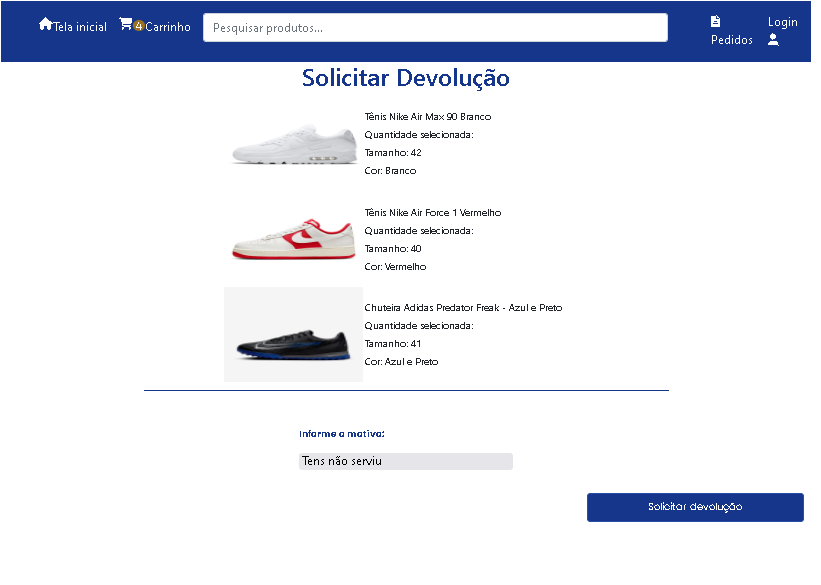 Tela inicial
4 Carrinho
Pesquisar produtos...
Pedidos
Login
Solicitar Devolução
Tênis Nike Air Max 90 Branco
Quantidade selecionada:
Tamanho: 42
Cor: Branco
Tênis Nike Air Force 1 Vermelho
Quantidade selecionada:
Tamanho: 40
Cor: Vermelho
Chuteira Adidas Predator Freak - Azul e Preto
Quantidade selecionada:
Tamanho: 41
Cor: Azul e Preto
Informe o motivo:
Tens não serviu
Solicitar devolução